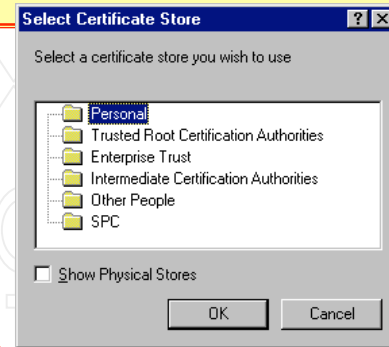 Select Certificate Store
Select a certificate store you wish to use
Personal
Trusted Root Certification Authorities
Enterprise Trust
Intermediate Certification Authorities
Other People
SPC
Show Physical Stores
OK Cancel